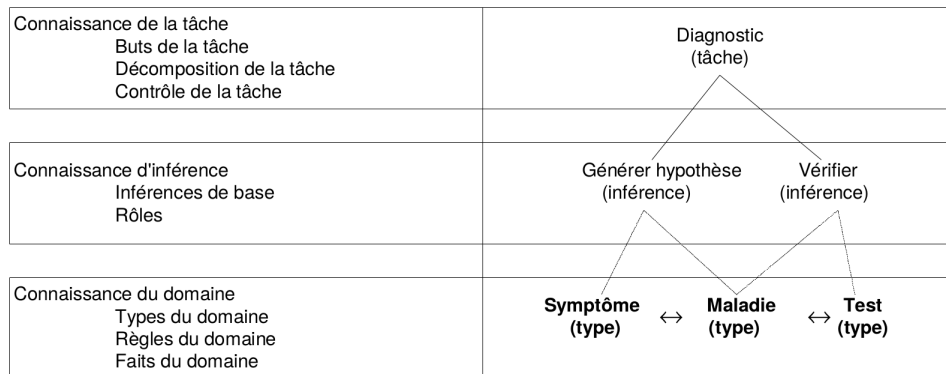 Connaissance de la tâche
Buts de la tâche
Décomposition de la tâche
Contrôle de la tâche
Diagnostic
(tâche)
Connaissance d'inférence
Inférences de base
Rôles
Générer hypothèse
(inférence)
Vérifier
(inférence)
Connaissance du domaine
Types du domaine
Règles du domaine
Faits du domaine
Symptôme ↔ Maladie ↔ Test
(type) (type) (type)